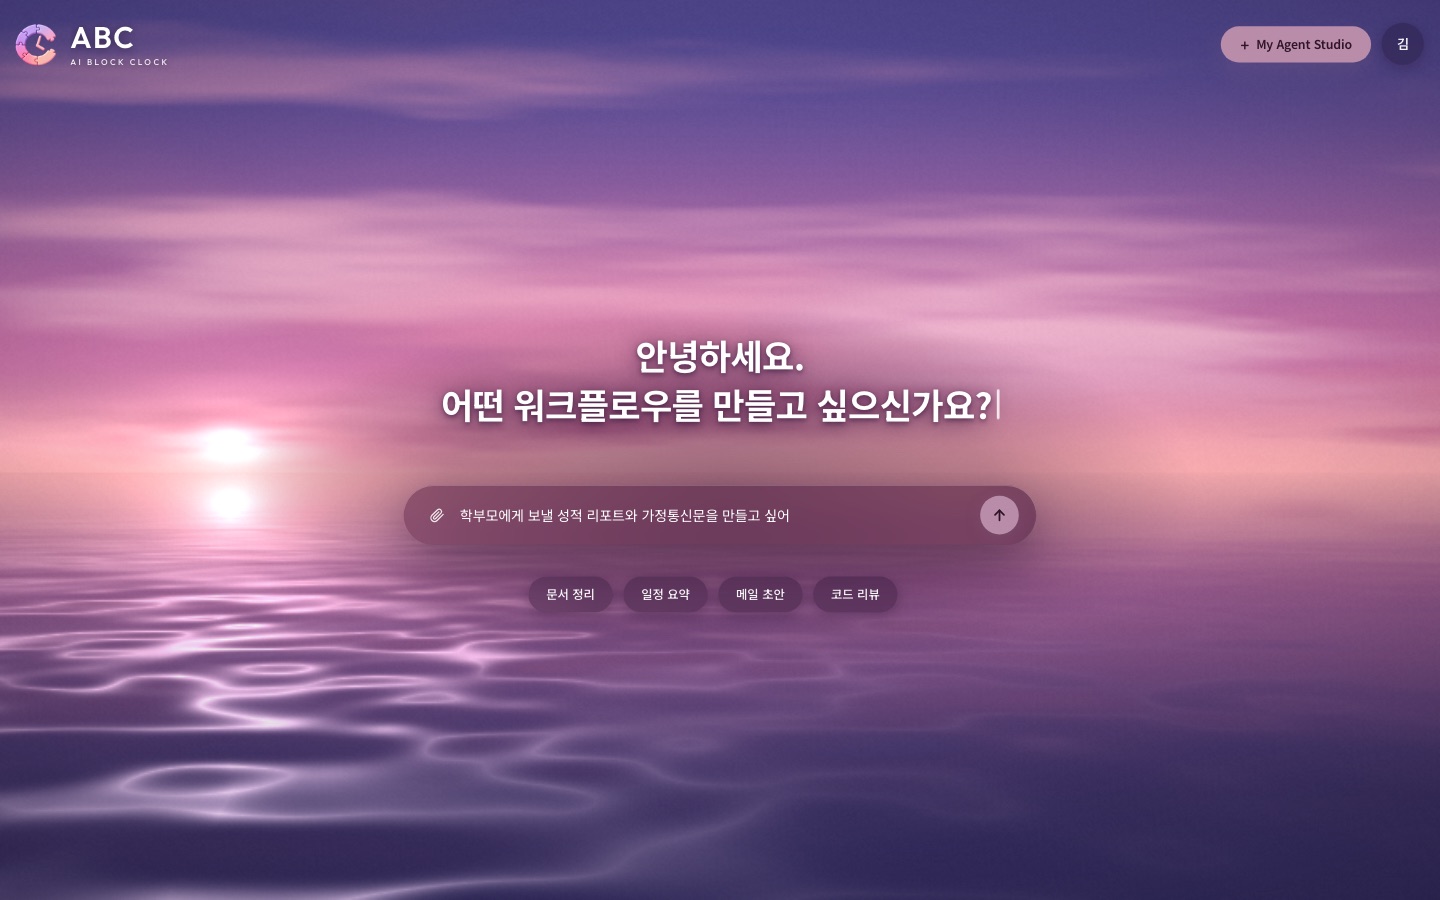 ABC
AI BLOCK CLOCK
+ My Agent Studio
김
안녕하세요.
어떤 워크플로우를 만들고 싶으신가요?
학부모에게 보낼 성적 리포트와 가정통신문을 만들고 싶어
문서 정리
일정 요약
메일 초안
코드 리뷰